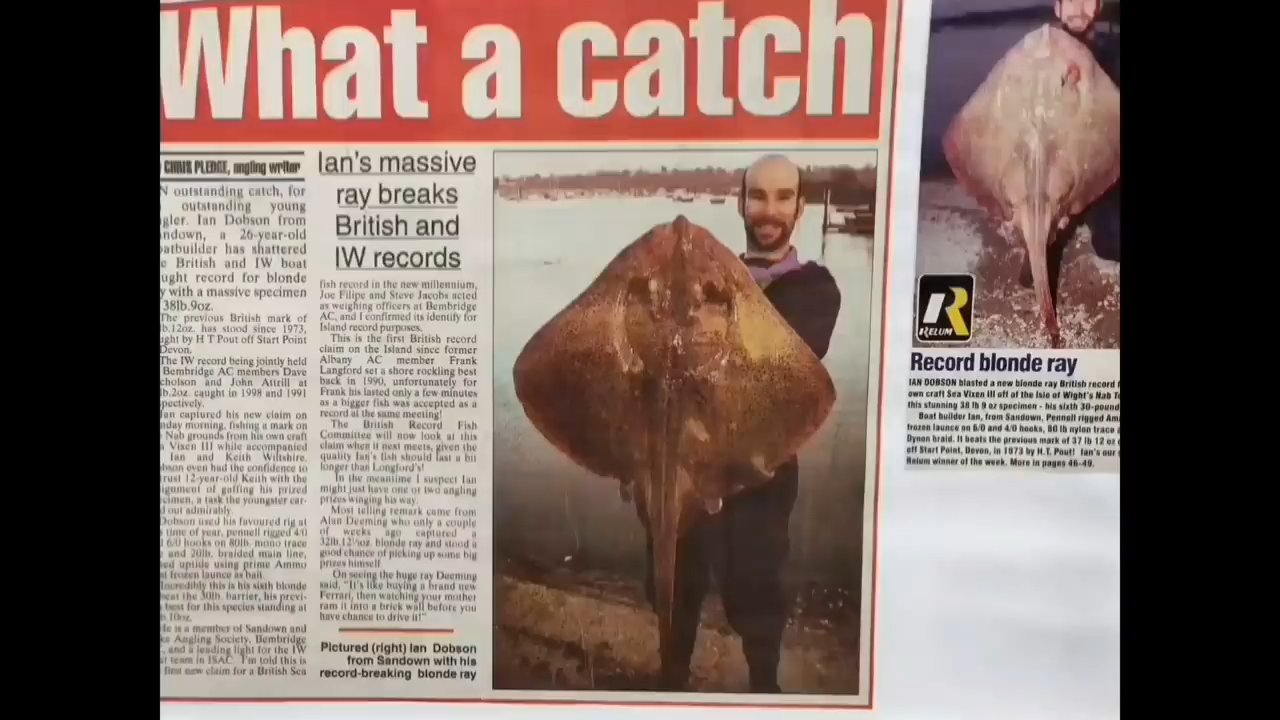 What a catch
CHRIS PLEDGE, angling writer
N outstanding catch, for
outstanding young
gler. Ian Dobson from
ndown, a 26-year-old
oatbuilder has shattered
e British and IW boat
ught record for blonde
y with a massive specimen
38lb.9oz.
The previous British mark of
lb.12oz. has stood since 1973,
ught by H T Pout off Start Point
Devon.
The IW record being jointly held
Bembridge AC members Dave
cholson and John Attrill at
lb.2oz. caught in 1998 and 1991
pectively.
Ian captured his new claim on
nday morning, fishing a mark on
Nab grounds from his own craft
a Vixen III while accompanied
Ian and Keith Wiltshire.
obson even had the confidence to
trust 12-year-old Keith with the
ignment of gaffing his prized
cimen, a task the youngster car-
d out admirably.
Dobson used his favoured rig at
time of year, pennell rigged 4/0
6/0 hooks on 80lb. mono trace
and 20lb. braided main line,
ed uptide using prime Ammo
t frozen launce as bait.
Incredibly this is his sixth blonde
beat the 30lb. barrier, his previ-
best for this species standing at
b.10oz.
He is a member of Sandown and
Angling Society, Bembridge
, and a leading light for the IW
t team in ISAC. I'm told this is
first new claim for a British Sea
Ian's massive
ray breaks
British and
IW records
fish record in the new millennium,
Joe Filipe and Steve Jacobs acted
as weighing officers at Bembridge
AC, and I confirmed its identify for
Island record purposes.
This is the first British record
claim on the Island since former
Albany AC member Frank
Langford set a shore rockling best
back in 1990, unfortunately for
Frank his lasted only a few minutes
as a bigger fish was accepted as a
record at the same meeting!
The British Record Fish
Committee will now look at this
claim when it next meets, given the
quality Ian's fish should last a bit
longer than Longford's!
In the meantime I suspect Ian
might just have one or two angling
prizes winging his way.
Most telling remark came from
Alan Deeming who only a couple
of weeks ago captured a
32lb.12½oz. blonde ray and stood a
good chance of picking up some big
prizes himself.
On seeing the huge ray Deeming
said, "It's like buying a brand new
Ferrari, then watching your mother
ram it into a brick wall before you
have chance to drive it!"
Pictured (right) Ian Dobson
from Sandown with his
record-breaking blonde ray
R
RELUM
Record blonde ray
IAN DOBSON blasted a new blonde ray British record
own craft Sea Vixen III off of the Isle of Wight's Nab
this stunning 38 lb 9 oz specimen - his sixth 30-pound
Boat builder Ian, from Sandown, Pennell rigged Am
frozen launce on 6/0 and 4/0 hooks, 80 lb nylon trace
Dynon braid. It beats the previous mark of 37 lb 12 oz
off Start Point, Devon, in 1973 by H.T. Pout! Ian's our
Relum winner of the week. More in pages 46-49.